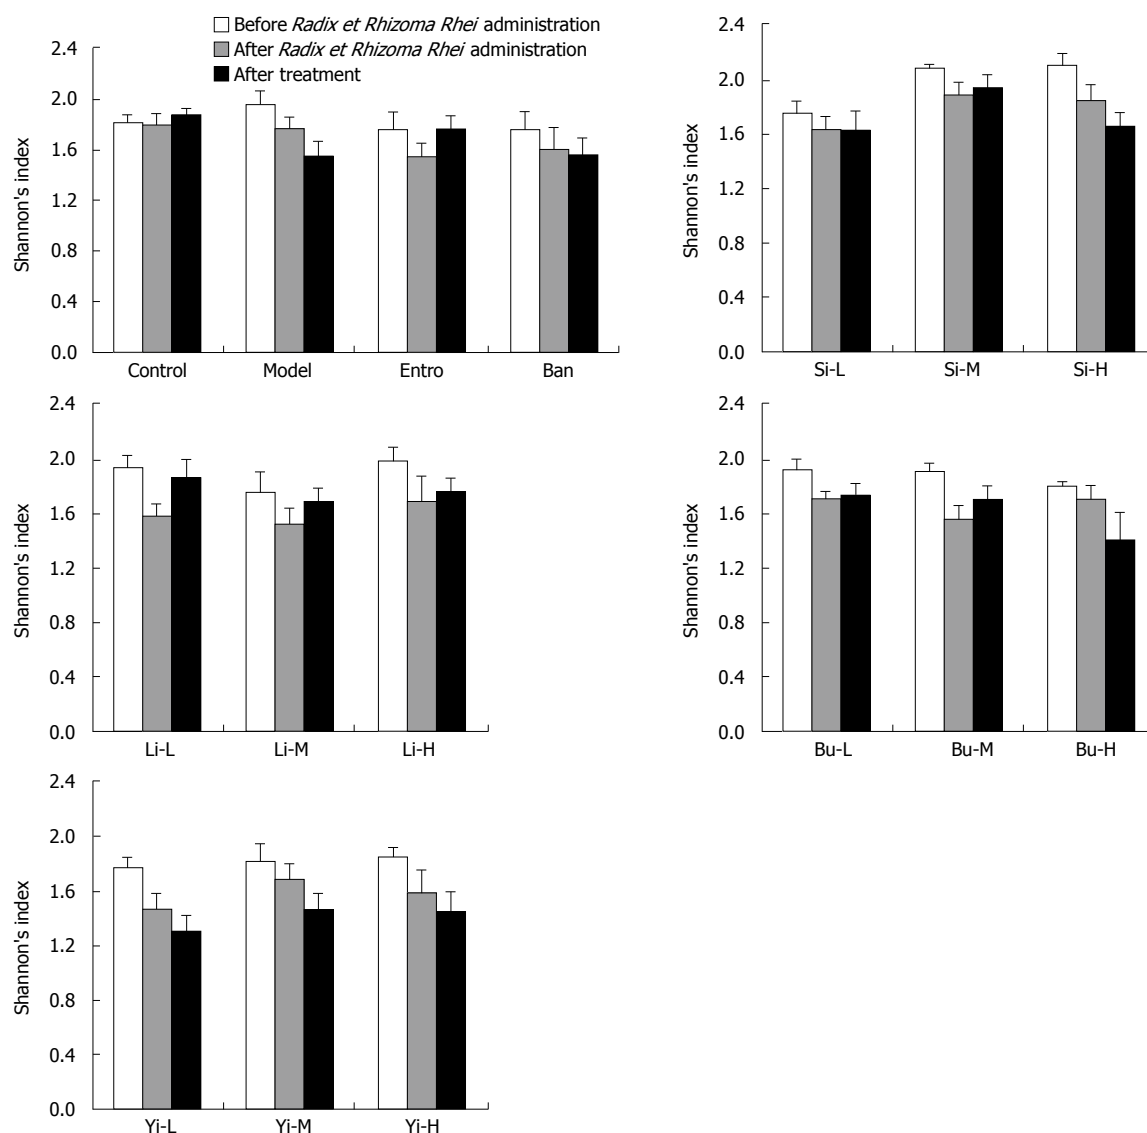 Before Radix et Rhizoma Rhei administration
After Radix et Rhizoma Rhei administration
After treatment
Shannon's index
2.4
2.0
1.6
1.2
0.8
0.4
0.0
Control Model Entro Ban
Shannon's index
2.4
2.0
1.6
1.2
0.8
0.4
0.0
Si-L Si-M Si-H
Shannon's index
2.4
2.0
1.6
1.2
0.8
0.4
0.0
Li-L Li-M Li-H
Shannon's index
2.4
2.0
1.6
1.2
0.8
0.4
0.0
Bu-L Bu-M Bu-H
Shannon's index
2.4
2.0
1.6
1.2
0.8
0.4
0.0
Yi-L Yi-M Yi-H